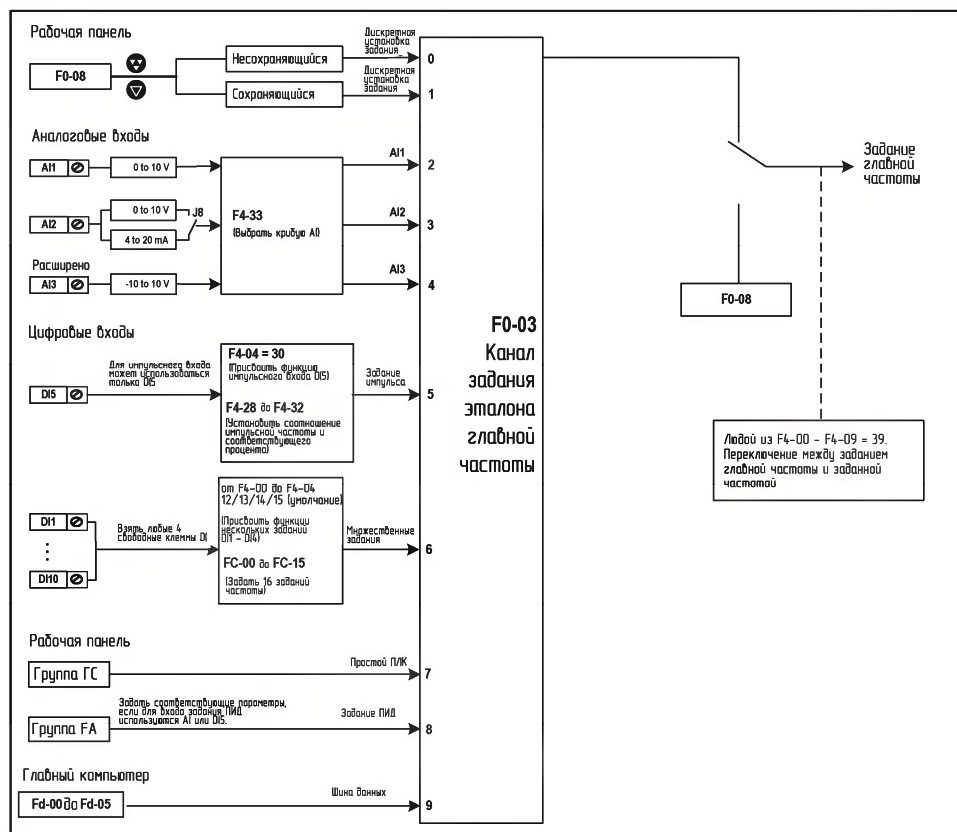 Рабочая панель
F0-08
Несохраняющийся
Дискретная
установка
задания
0
Сохраняющийся
Дискретная
установка
задания
1
Аналоговые входы
AI1
0 to 10 V
AI1
2
AI2
0 to 10 V
J8
4 to 20 mA
F4-33
(Выбрать кривую AI)
AI2
3
Расширено
AI3
-10 to 10 V
AI3
4
Цифровые входы
Для импульсного входа
может использоваться
только DI5
DI5
F4-04 = 30
(Присвоить функцию
импульсного входа DI5)
F4-28 до F4-32
(Установить соотношение
импульсной частоты и
соответствующего
процента)
Задание
импульса
5
DI1
DI10
Взять любые 4
свободные клеммы DI
от F4-00 до F4-04
12/13/14/15 (умолчание)
(Присвоить функции
нескольких заданий
DI1 - DI4)
FC-00 до FC-15
(Задать 16 заданий
частоты)
Множественные
задания
6
Рабочая панель
Группа ГС
Простой ПЛК
7
Группа FA
Задать соответствующие параметры,
если для входа задания ПИД
используются AI или DI5.
Задание ПИД
8
Главный компьютер
Fd-00 до Fd-05
Шина данных
9
F0-03
Канал
задания
эталона
главной
частоты
Задание
главной
частоты
F0-08
Людой из F4-00 - F4-09 = 39.
Переключение между заданием
главной частоты и заданной
частотой